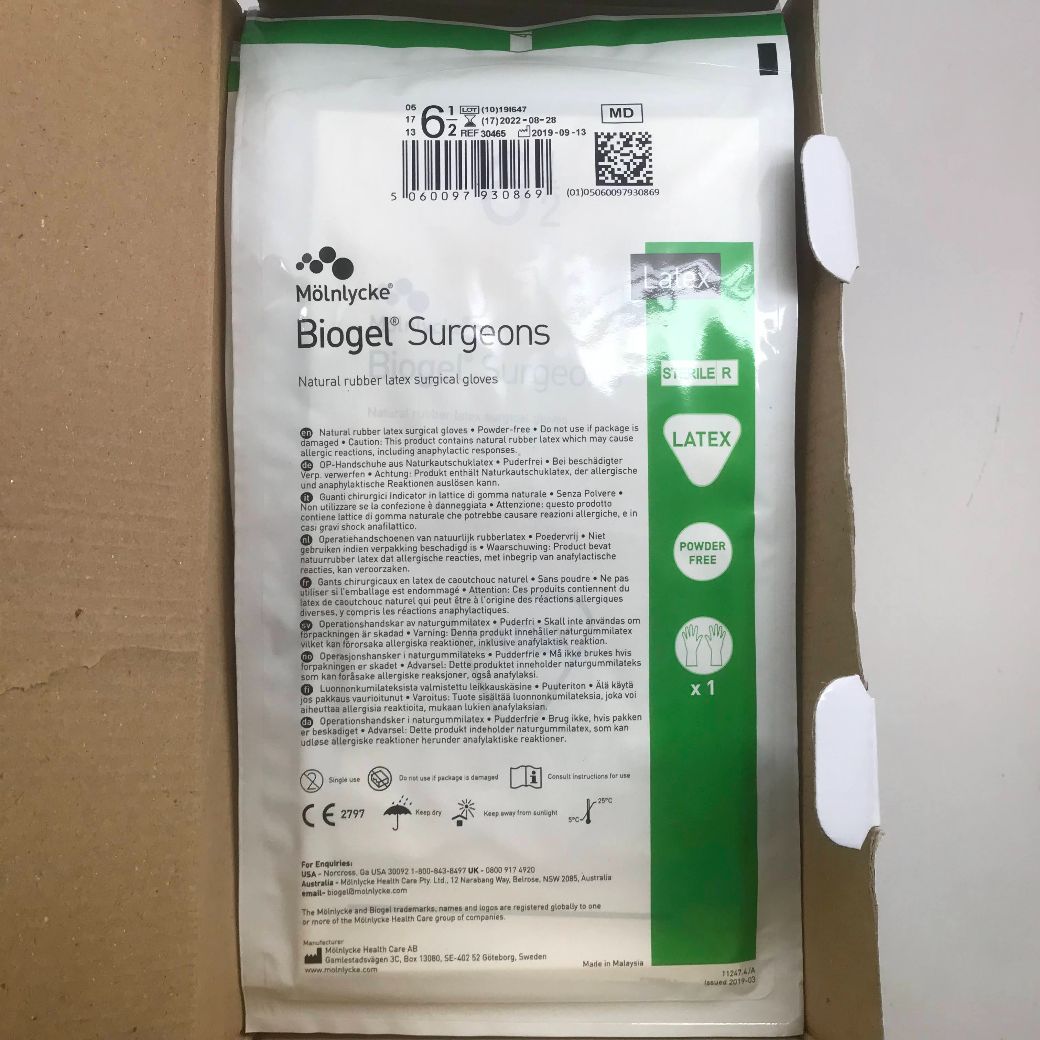 06
17
13
6 1/2
LOT (10)19I647
(17)2022-08-28
REF 30465 2019-09-13
MD
5 060097 930869
(01)05060097930869
Mölnlycke®
Biogel® Surgeons
Natural rubber latex surgical gloves
Latex
STERILE R
LATEX
POWDER
FREE
x 1
en Natural rubber latex surgical gloves • Powder-free • Do not use if package is
damaged • Caution: This product contains natural rubber latex which may cause
allergic reactions, including anaphylactic responses.
de OP-Handschuhe aus Naturkautschuklatex • Puderfrei • Bei beschädigter
Verp. verwerfen • Achtung: Produkt enthält Naturkautschuklatex, der allergische
und anaphylaktische Reaktionen auslösen kann.
it Guanti chirurgici Indicator in lattice di gomma naturale • Senza Polvere •
Non utilizzare se la confezione è danneggiata • Attenzione: questo prodotto
contiene lattice di gomma naturale che potrebbe causare reazioni allergiche, e in
casi gravi shock anafilattico.
nl Operatiehandschoenen van natuurlijk rubberlatex • Poedervrij • Niet
gebruiken indien verpakking beschadigd is • Waarschuwing: Product bevat
natuurrubber latex dat allergische reacties, met inbegrip van anafylactische
reacties, kan veroorzaken.
fr Gants chirurgicaux en latex de caoutchouc naturel • Sans poudre • Ne pas
utiliser si l'emballage est endommagé • Attention: Ces produits contiennent du
latex de caoutchouc naturel qui peut être à l'origine des réactions allergiques
diverses, y compris les réactions anaphylactiques.
sv Operationshandskar av naturgummilatex • Puderfri • Skall inte användas om
förpackningen är skadad • Varning: Denna produkt innehåller naturgummilatex
vilket kan förorsaka allergiska reaktioner, inklusive anafylaktisk reaktion.
no Operasjonshansker i naturgummilateks • Pudderfrie • Må ikke brukes hvis
forpakningen er skadet • Advarsel: Dette produktet inneholder naturgummilateks
som kan foråsake allergiske reaksjoner, også anafylaksi.
fi Luonnonkumilateksista valmistettu leikkauskäsine • Puuteriton • Älä käytä
jos pakkaus vaurioitunut • Varoitus: Tuote sisältää luonnonkumilateksia, joka voi
aiheuttaa allergisia reaktioita, mukaan lukien anafylaksian.
da Operationshandsker i naturgummilatex • Pudderfrie • Brug ikke, hvis pakken
er beskadiget • Advarsel: Dette produkt indeholder naturgummilatex, som kan
udløse allergiske reaktioner herunder anafylaktiske reaktioner.
2 Single use Do not use if package is damaged i Consult instructions for use
CE 2797 Keep dry Keep away from sunlight 5°C 25°C
For Enquiries:
USA - Norcross, Ga USA 30092 1-800-843-8497 UK - 0800 917 4920
Australia - Mölnlycke Health Care Pty. Ltd., 12 Narabang Way, Belrose, NSW 2085, Australia
email- biogel@molnlycke.com
The Mölnlycke and Biogel trademarks, names and logos are registered globally to one
or more of the Mölnlycke Health Care group of companies.
Manufacturer
Mölnlycke Health Care AB
Gamlestadsvägen 3C, Box 13080, SE-402 52 Göteborg, Sweden
www.molnlycke.com
Made in Malaysia
11247.4/A
Issued 2019-03